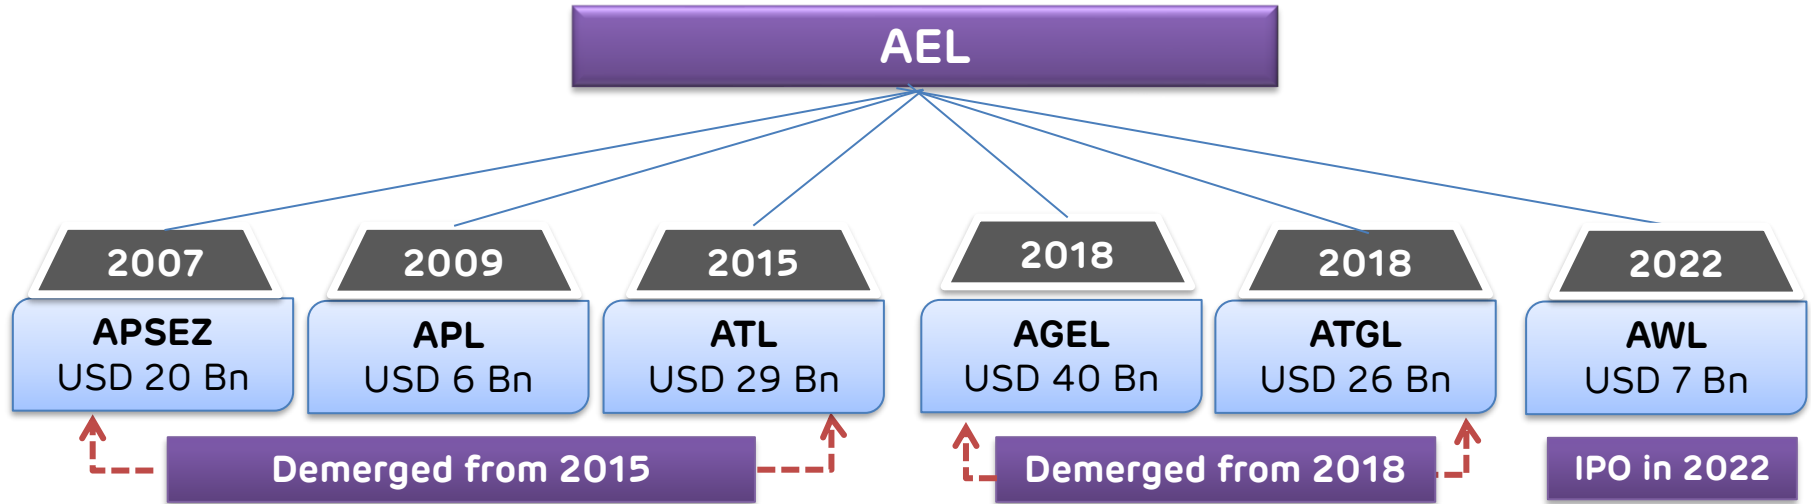 AEL
2007
2009
2015
2018
2018
2022
APSEZ
USD 20 Bn
APL
USD 6 Bn
ATL
USD 29 Bn
AGEL
USD 40 Bn
ATGL
USD 26 Bn
AWL
USD 7 Bn
Demerged from 2015
Demerged from 2018
IPO in 2022